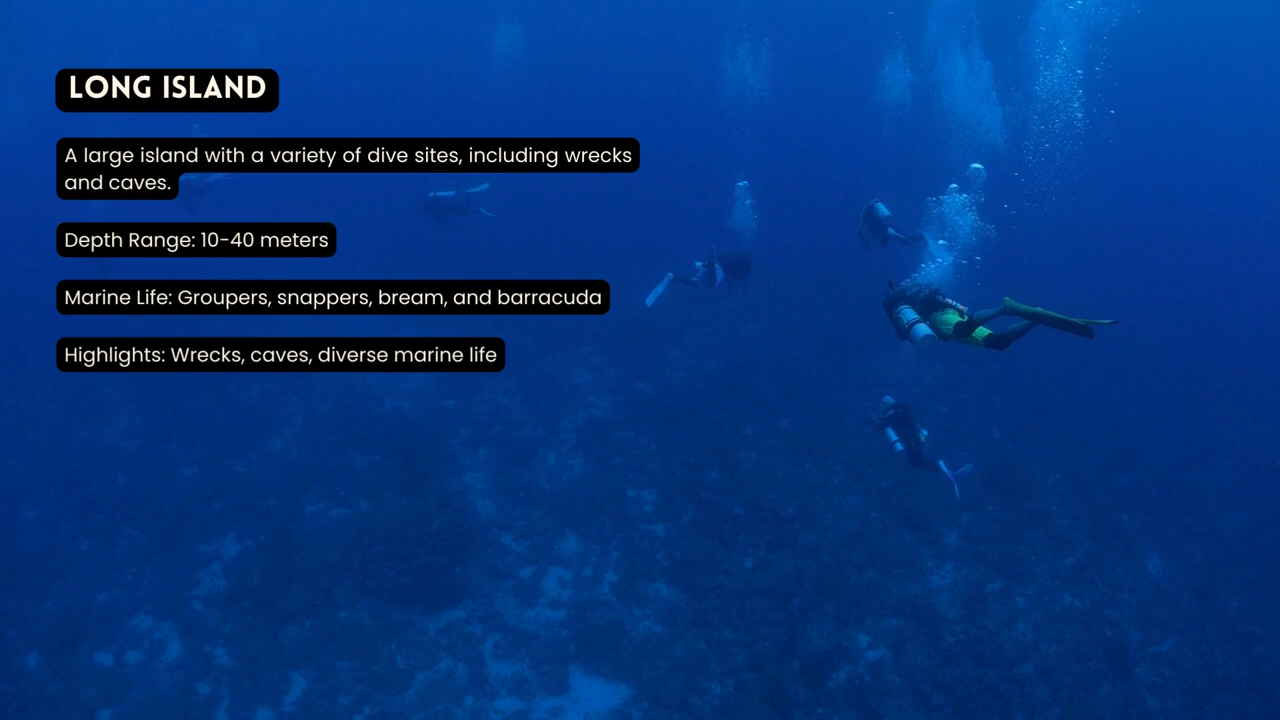 LONG ISLAND
A large island with a variety of dive sites, including wrecks
and caves.
Depth Range: 10-40 meters
Marine Life: Groupers, snappers, bream, and barracuda
Highlights: Wrecks, caves, diverse marine life